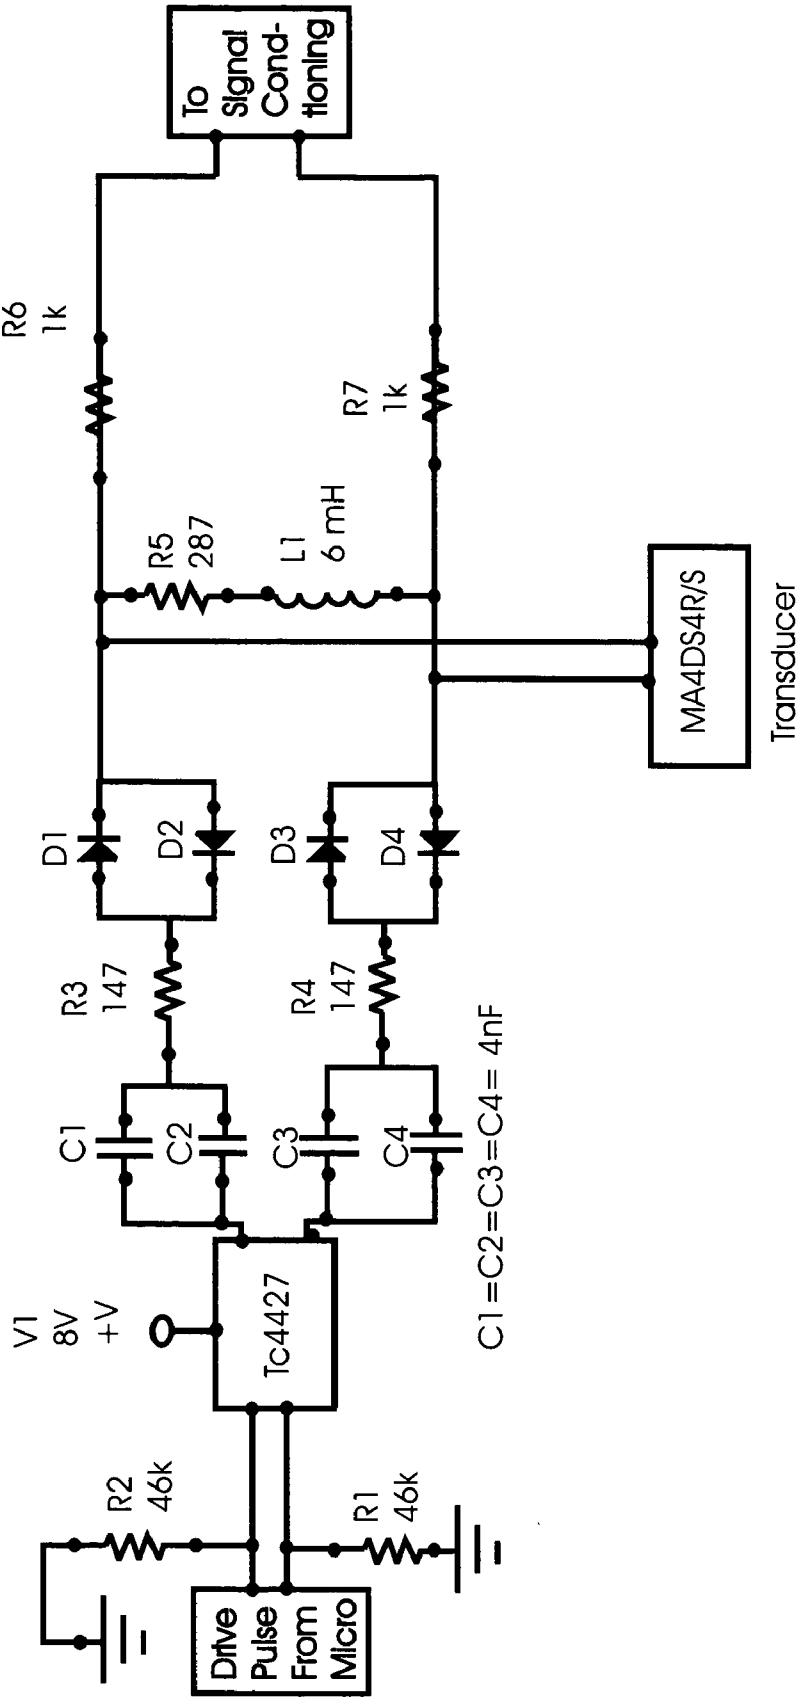 Drive
Pulse
From
Micro
R2
46k
R1
46k
V1
8V
+V
Tc4427
C1
C2
C3
C4
C1=C2=C3=C4= 4nF
R3
147
R4
147
D1
D2
D3
D4
R5
287
L1
6 mH
MA4DS4R/S
Transducer
R6
1k
R7
1k
To
Signal
Cond-
itioning